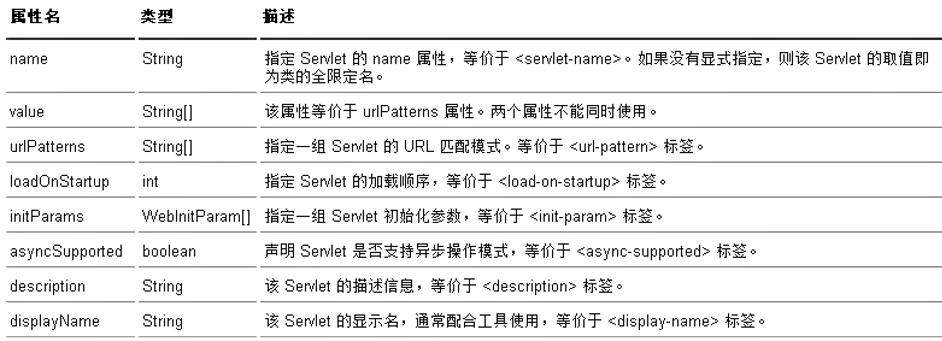 属性名 类型 描述
name String 指定 Servlet 的 name 属性，等价于 <servlet-name>。如果没有显式指定，则该 Servlet 的取值即
为类的全限定名。
value String[] 该属性等价于 urlPatterns 属性。两个属性不能同时使用。
urlPatterns String[] 指定一组 Servlet 的 URL 匹配模式。等价于 <url-pattern> 标签。
loadOnStartup int 指定 Servlet 的加载顺序，等价于 <load-on-startup> 标签。
initParams WebInitParam[] 指定一组 Servlet 初始化参数，等价于 <init-param> 标签。
asyncSupported boolean 声明 Servlet 是否支持异步操作模式，等价于 <async-supported> 标签。
description String 该 Servlet 的描述信息，等价于 <description> 标签。
displayName String 该 Servlet 的显示名，通常配合工具使用，等价于 <display-name> 标签。